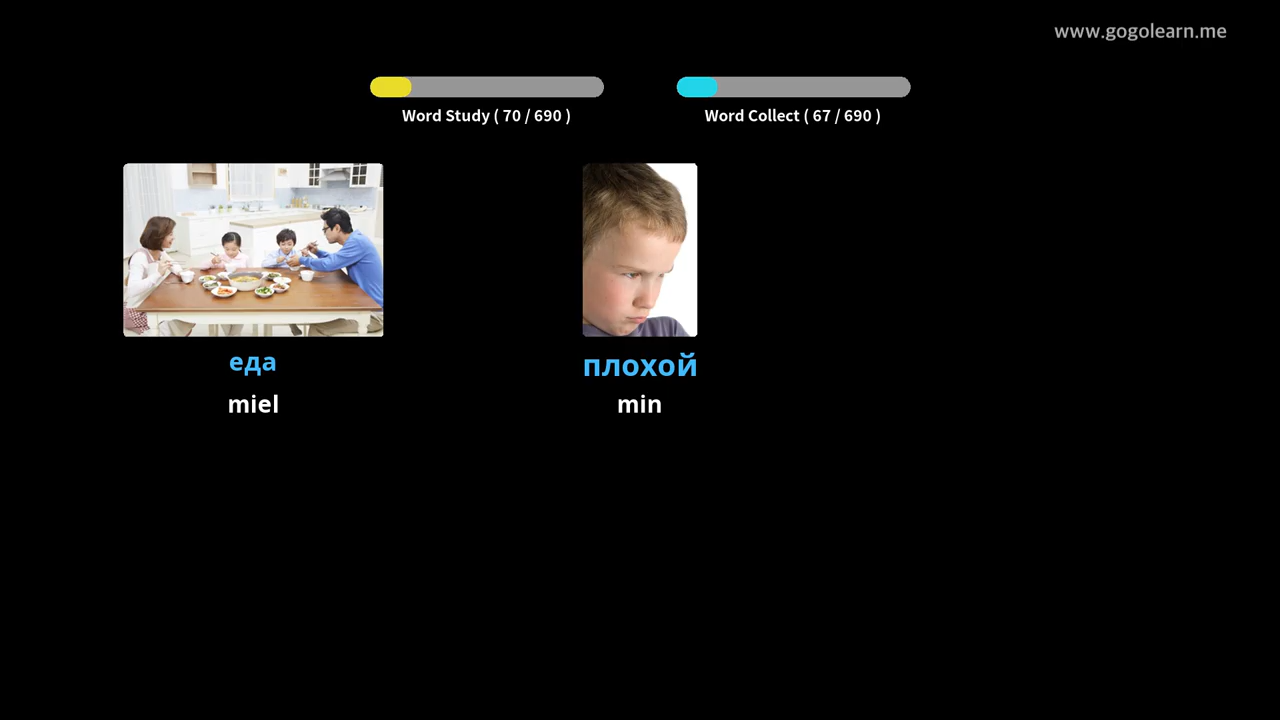 www.gogolearn.me
Word Study ( 70 / 690 )
Word Collect ( 67 / 690 )
еда
плохой
miel
min